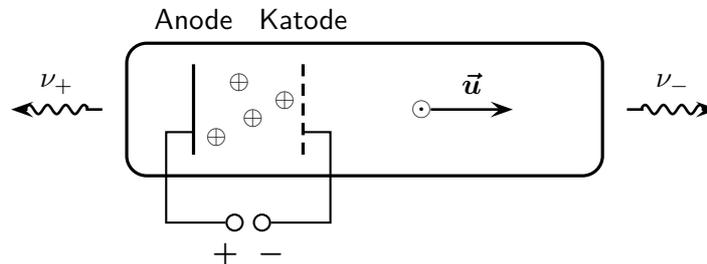 Anode Katode
ν₊ u⃗ ν₋
+ −